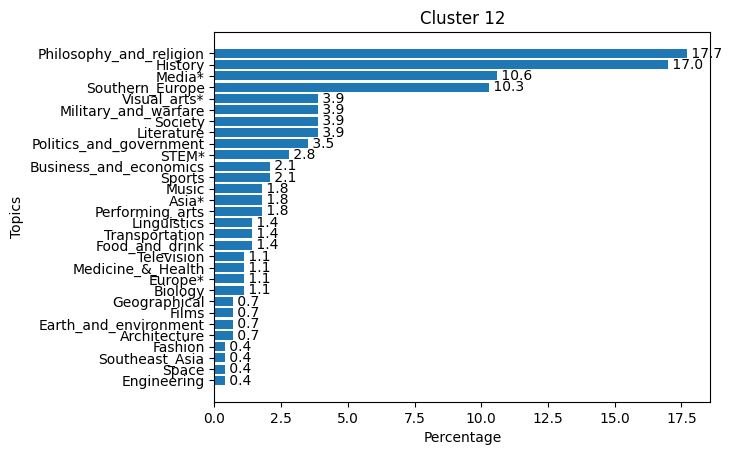 Cluster 12
Topics
Philosophy_and_religion 17.7
History 17.0
Media* 10.6
Southern_Europe 10.3
Visual_arts* 3.9
Military_and_warfare 3.9
Society 3.9
Literature 3.9
Politics_and_government 3.5
STEM* 2.8
Business_and_economics 2.1
Sports 2.1
Music 1.8
Asia* 1.8
Performing_arts 1.8
Linguistics 1.4
Transportation 1.4
Food_and_drink 1.4
Television 1.1
Medicine_&_Health 1.1
Europe* 1.1
Biology 1.1
Geographical 0.7
Films 0.7
Earth_and_environment 0.7
Architecture 0.7
Fashion 0.4
Southeast_Asia 0.4
Space 0.4
Engineering 0.4
0.0 2.5 5.0 7.5 10.0 12.5 15.0 17.5
Percentage